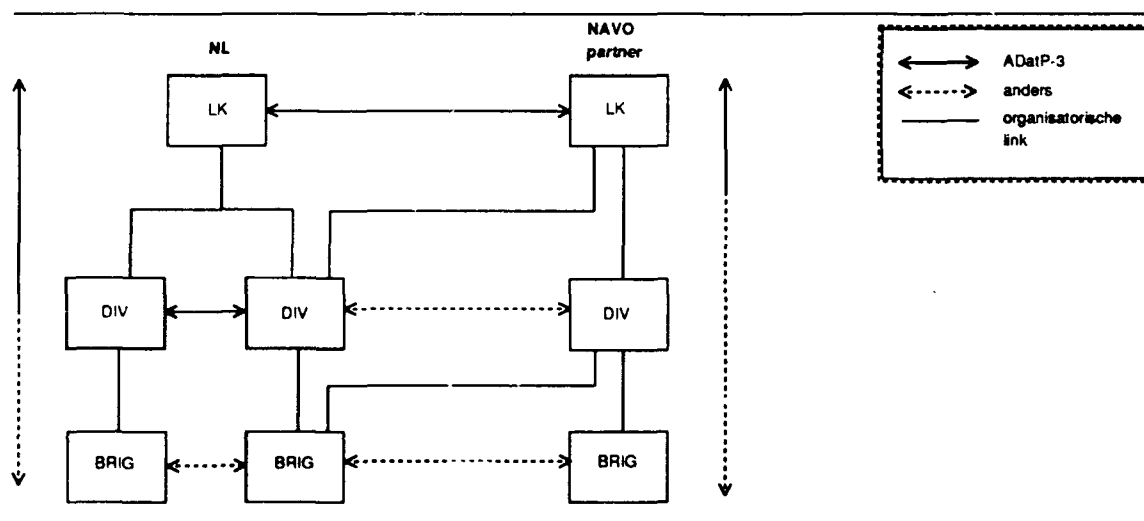 NL
NAVO
partner
LK
LK
DIV
DIV
DIV
BRIG
BRIG
BRIG
ADatP-3
anders
organisatorische
link